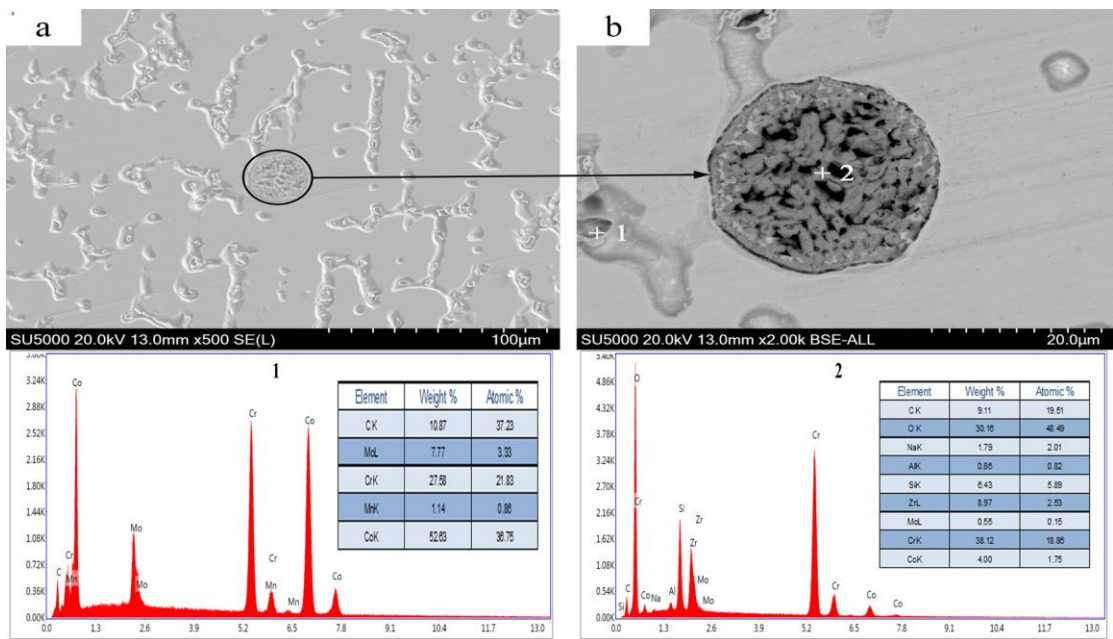 a
b
+ 2
+ 1
SU5000 20.0kV 13.0mm x500 SE(L) 100µm
SU5000 20.0kV 13.0mm x2.00k BSE-ALL 20.0µm
1
3.24K
2.88K
2.52K
2.16K
1.80K
1.44K
1.08K
0.72K
0.36K
0.00K
Co
Cr
Mn
C
Mo
Mo
Cr
Cr
Mn
Mn
Co
Co
0.00 1.3 2.6 3.9 5.2 6.5 7.8 9.1 10.4 11.7 13.0
Element Weight % Atomic %
C K 10.87 37.23
MoL 7.77 3.33
CrK 27.58 21.83
MnK 1.14 0.86
CoK 52.63 36.75
2
5.40K
4.86K
4.32K
3.78K
3.24K
2.70K
2.16K
1.62K
1.08K
0.54K
0.00K
O
Cr
Si
C
Co
Na
Al
Si
Zr
Zr
Mo
Mo
Cr
Cr
Co
Co
0.0 1.3 2.6 3.9 5.2 6.5 7.8 9.1 10.4 11.7 13.0
Element Weight % Atomic %
C K 9.11 19.51
O K 30.16 48.49
NaK 1.79 2.01
AlK 0.86 0.82
SiK 6.43 5.89
ZrL 8.97 2.53
MoL 0.55 0.15
CrK 38.12 18.86
CoK 4.00 1.75